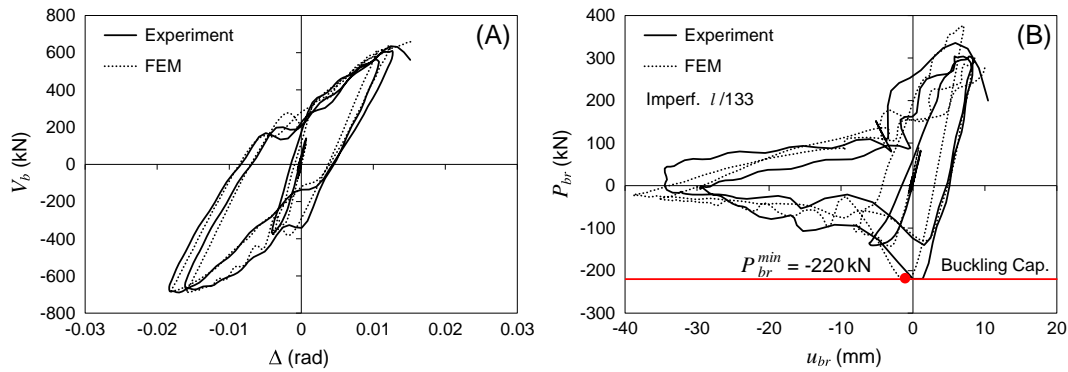 800
600
400
200
0
-200
-400
-600
-800
V_b (kN)
Experiment
FEM
(A)
-0.03 -0.02 -0.01 0 0.01 0.02 0.03
Δ (rad)
400
300
200
100
0
-100
-200
-300
P_br (kN)
Experiment
FEM
Imperf. l /133
(B)
P_br^min = -220 kN
Buckling Cap.
-40 -30 -20 -10 0 10 20
u_br (mm)